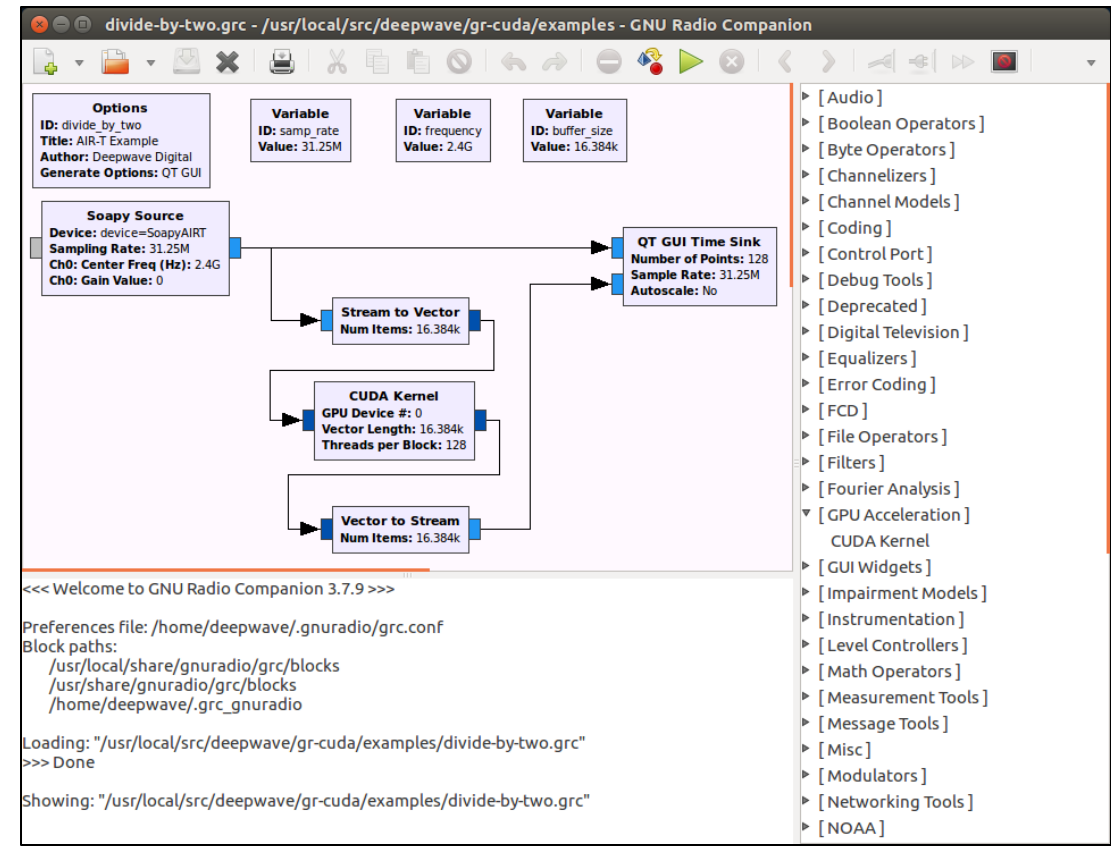 divide-by-two.grc - /usr/local/src/deepwave/gr-cuda/examples - GNU Radio Companion
Options
ID: divide_by_two
Title: AIR-T Example
Author: Deepwave Digital
Generate Options: QT GUI
Variable
ID: samp_rate
Value: 31.25M
Variable
ID: frequency
Value: 2.4G
Variable
ID: buffer_size
Value: 16.384k
Soapy Source
Device: device=SoapyAIRT
Sampling Rate: 31.25M
Ch0: Center Freq (Hz): 2.4G
Ch0: Gain Value: 0
QT GUI Time Sink
Number of Points: 128
Sample Rate: 31.25M
Autoscale: No
Stream to Vector
Num Items: 16.384k
CUDA Kernel
GPU Device #: 0
Vector Length: 16.384k
Threads per Block: 128
Vector to Stream
Num Items: 16.384k
<<< Welcome to GNU Radio Companion 3.7.9 >>>
Preferences file: /home/deepwave/.gnuradio/grc.conf
Block paths:
/usr/local/share/gnuradio/grc/blocks
/usr/share/gnuradio/grc/blocks
/home/deepwave/.grc_gnuradio
Loading: "/usr/local/src/deepwave/gr-cuda/examples/divide-by-two.grc"
>>> Done
Showing: "/usr/local/src/deepwave/gr-cuda/examples/divide-by-two.grc"
[ Audio ]
[ Boolean Operators ]
[ Byte Operators ]
[ Channelizers ]
[ Channel Models ]
[ Coding ]
[ Control Port ]
[ Debug Tools ]
[ Deprecated ]
[ Digital Television ]
[ Equalizers ]
[ Error Coding ]
[ FCD ]
[ File Operators ]
[ Filters ]
[ Fourier Analysis ]
[ GPU Acceleration ]
CUDA Kernel
[ GUI Widgets ]
[ Impairment Models ]
[ Instrumentation ]
[ Level Controllers ]
[ Math Operators ]
[ Measurement Tools ]
[ Message Tools ]
[ Misc ]
[ Modulators ]
[ Networking Tools ]
[ NOAA ]